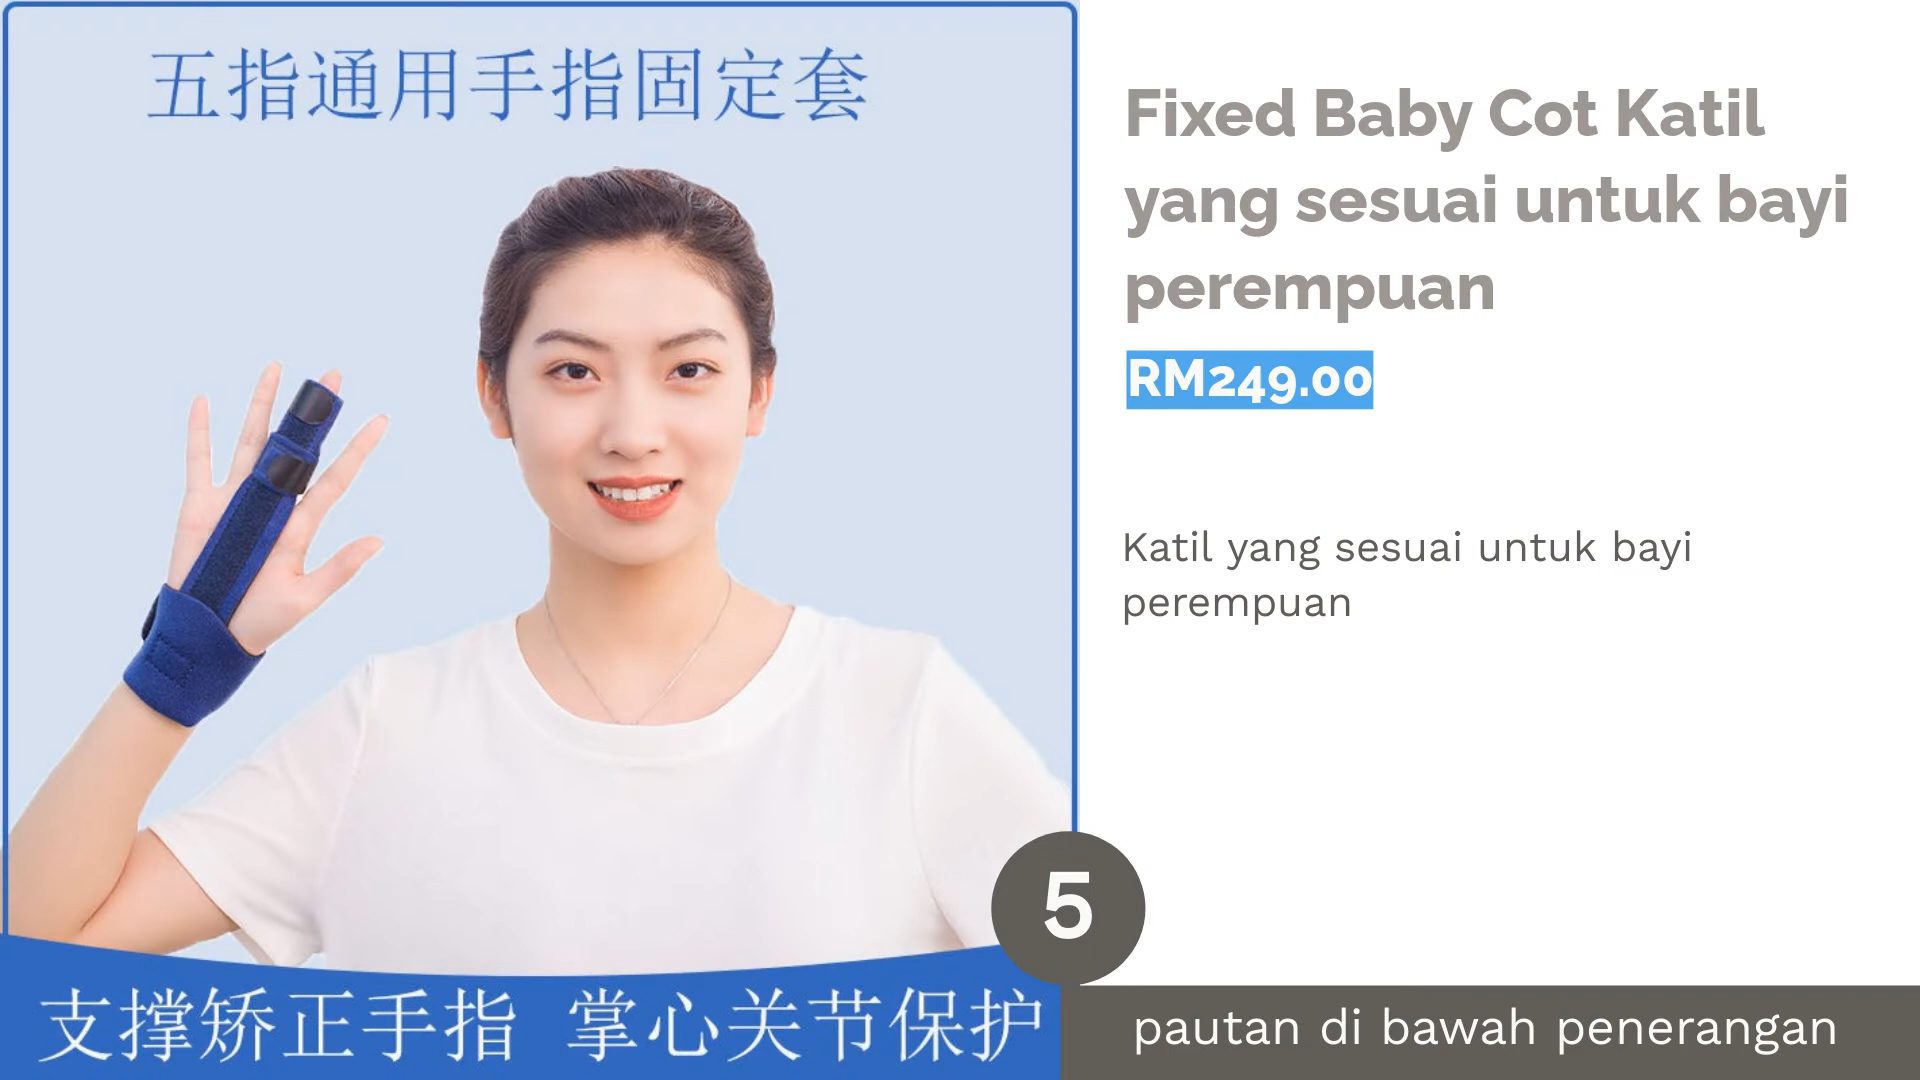 五指通用手指固定套
Fixed Baby Cot Katil
yang sesuai untuk bayi
perempuan
RM249.00
Katil yang sesuai untuk bayi
perempuan
5
支撑矫正手指 掌心关节保护
pautan di bawah penerangan